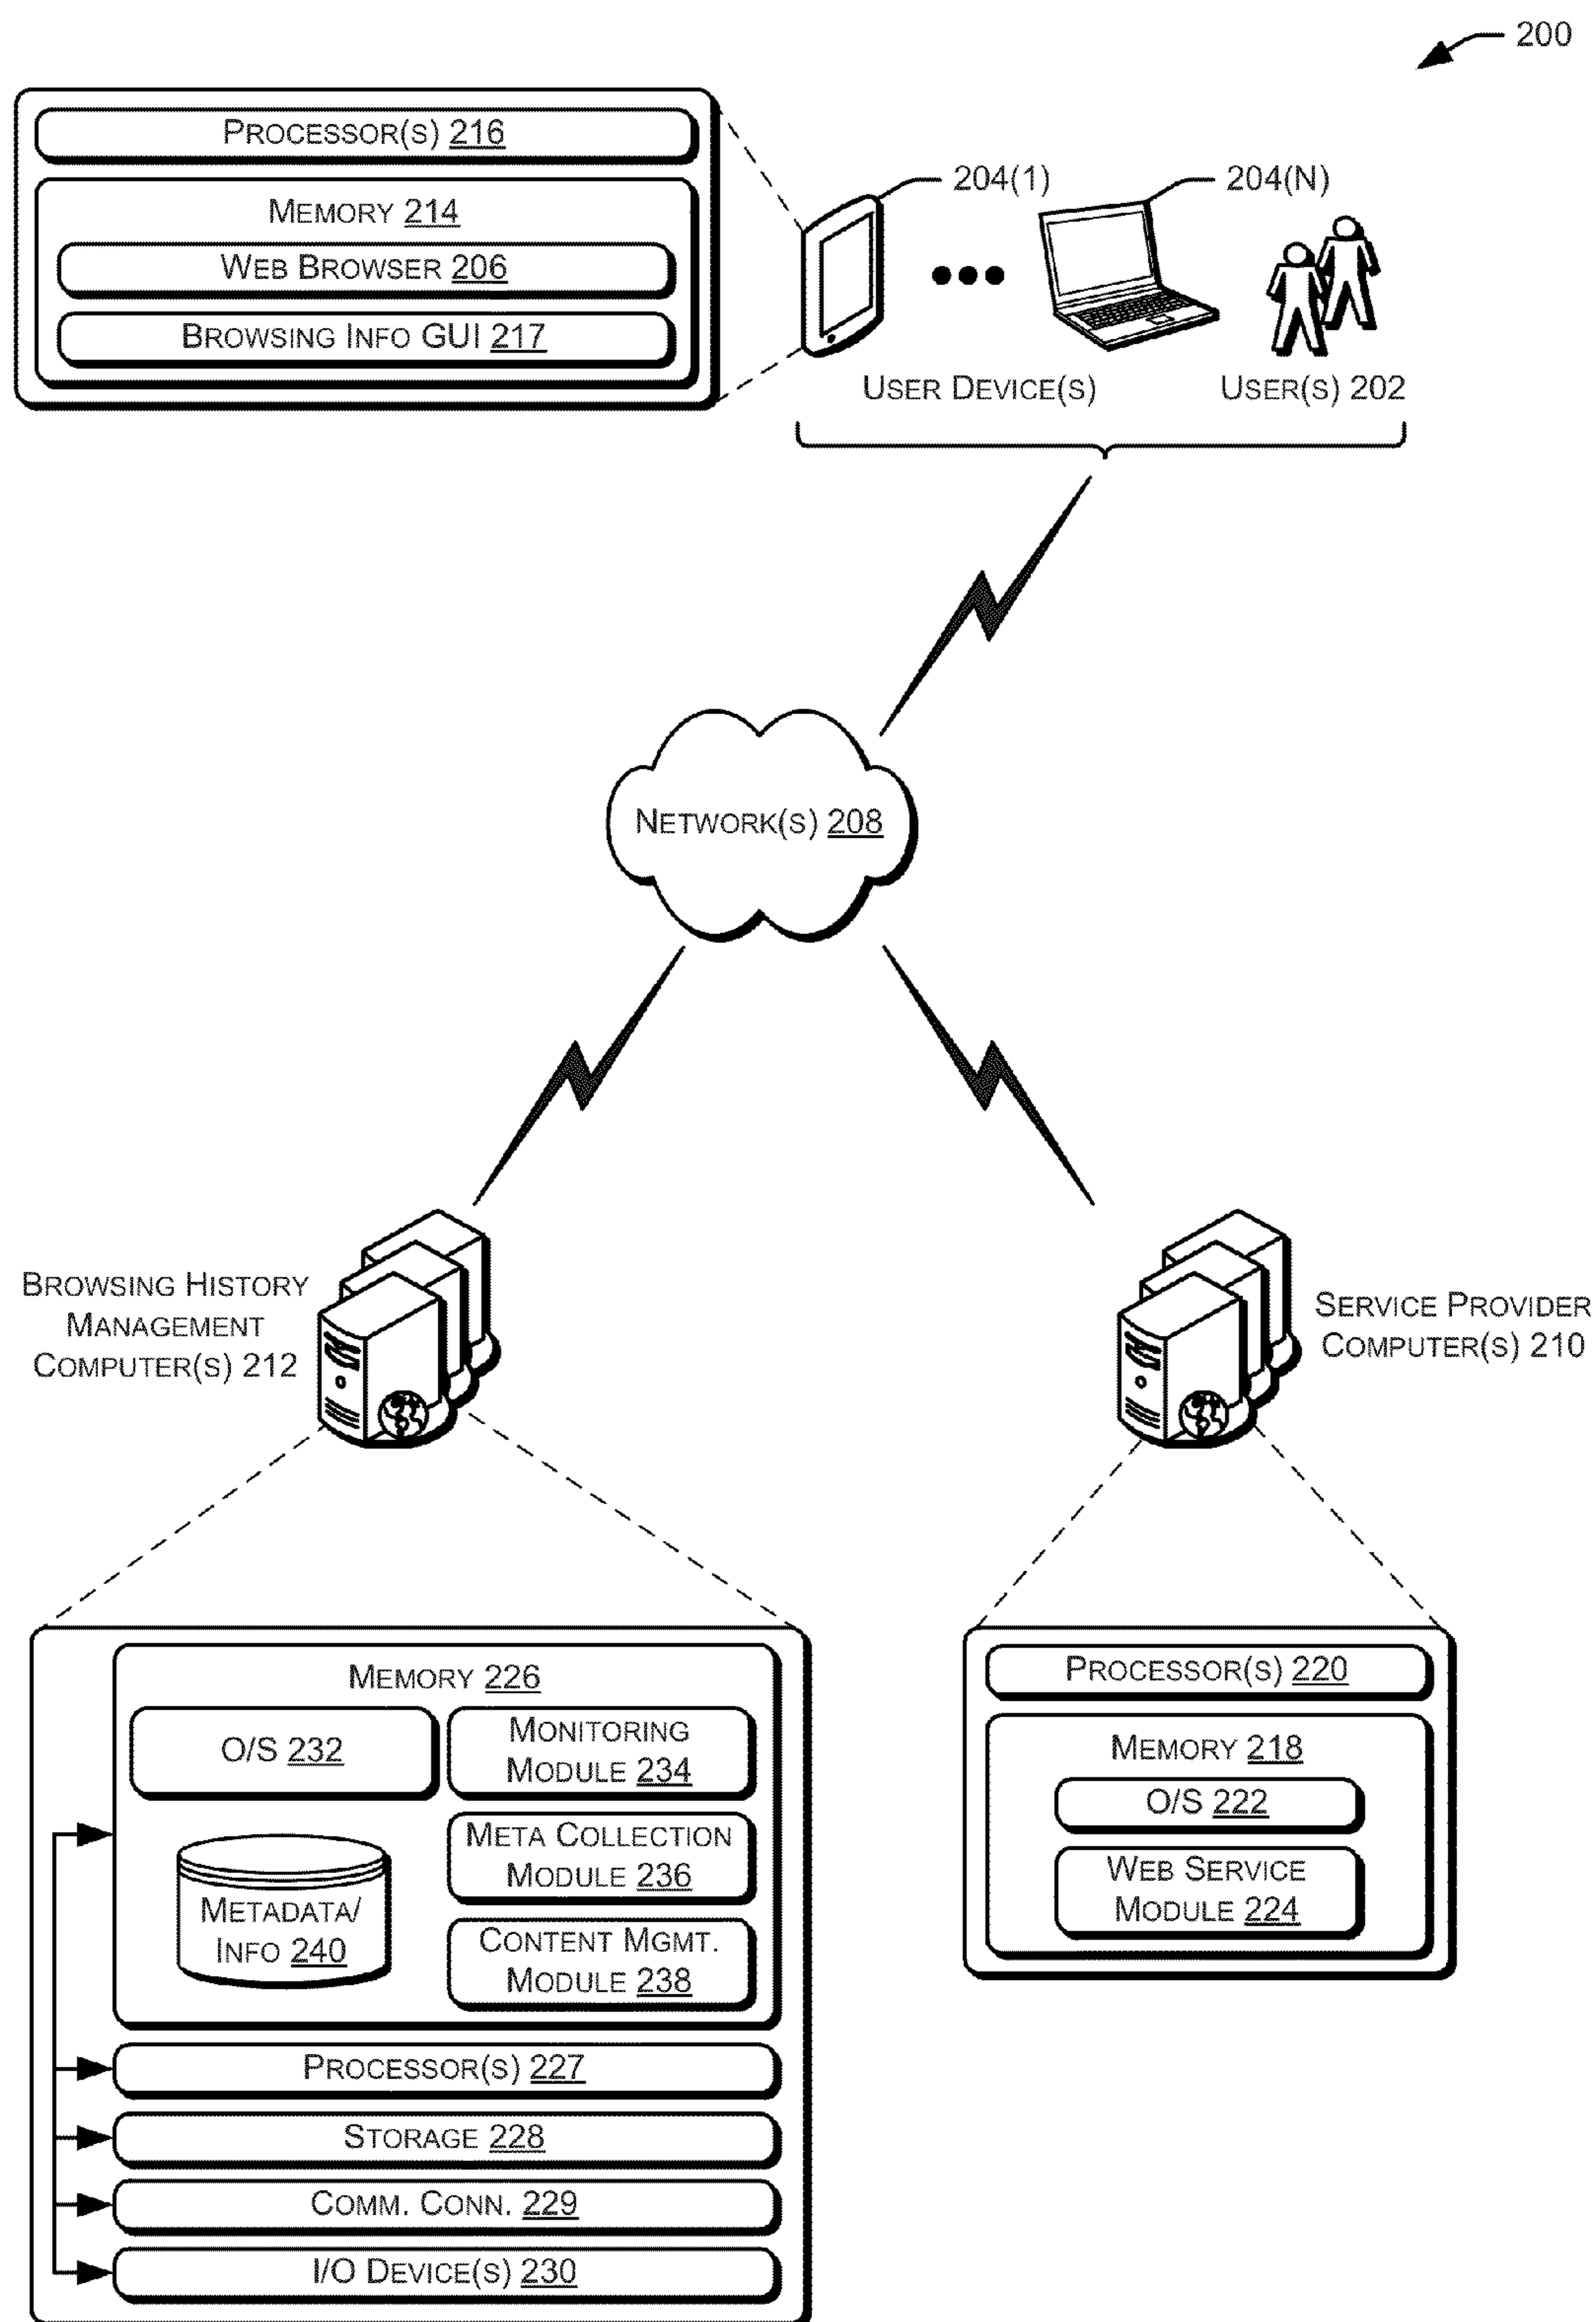 200
PROCESSOR(S) 216
MEMORY 214
WEB BROWSER 206
BROWSING INFO GUI 217
204(1)
204(N)
USER DEVICE(S)
USER(S) 202
NETWORK(S) 208
BROWSING HISTORY
MANAGEMENT
COMPUTER(S) 212
SERVICE PROVIDER
COMPUTER(S) 210
MEMORY 226
O/S 232
MONITORING
MODULE 234
META COLLECTION
MODULE 236
METADATA/
INFO 240
CONTENT MGMT.
MODULE 238
PROCESSOR(S) 227
STORAGE 228
COMM. CONN. 229
I/O DEVICE(S) 230
PROCESSOR(S) 220
MEMORY 218
O/S 222
WEB SERVICE
MODULE 224